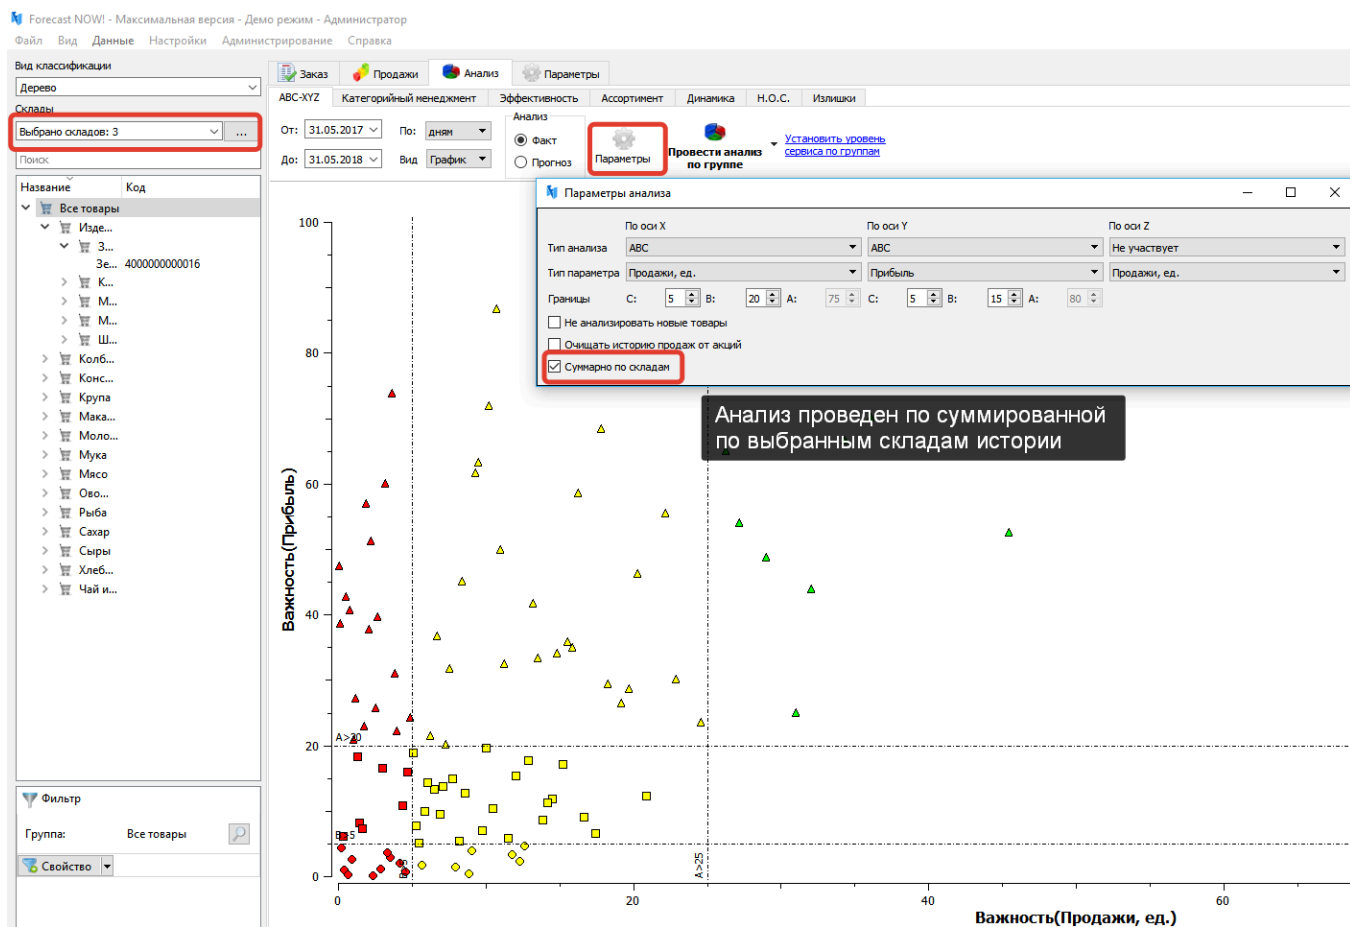 Forecast NOW! - Максимальная версия - Демо режим - Администратор
Файл Вид Данные Настройки Администрирование Справка
Вид классификации
Дерево
Склады
Выбрано складов: 3 ...
Поиск
Название Код
Все товары
Изде...
З...
Зе... 4000000000016
К...
М...
М...
Ш...
Колб...
Конс...
Крупа
Мака...
Моло...
Мука
Мясо
Ово...
Рыба
Сахар
Сыры
Хлеб...
Чай и...
Фильтр
Группа: Все товары
Свойство
Заказ Продажи Анализ Параметры
ABC-XYZ Категорийный менеджмент Эффективность Ассортимент Динамика Н.О.С. Излишки
От: 31.05.2017 По: дням
До: 31.05.2018 Вид График
Анализ
Факт
Прогноз
Параметры
Провести анализ
по группе
Установить уровень
сервиса по группам
Параметры анализа
По оси X По оси Y По оси Z
Тип анализа ABC ABC Не участвует
Тип параметра Продажи, ед. Прибыль Продажи, ед.
Границы C: 5 B: 20 A: 75 C: 5 B: 15 A: 80
Не анализировать новые товары
Очищать историю продаж от акций
Суммарно по складам
Анализ проведен по суммированной
по выбранным складам истории
Важность(Прибыль)
100
80
60
40
20
0
A>20
B>5
A>25
0 20 40 60
Важность(Продажи, ед.)